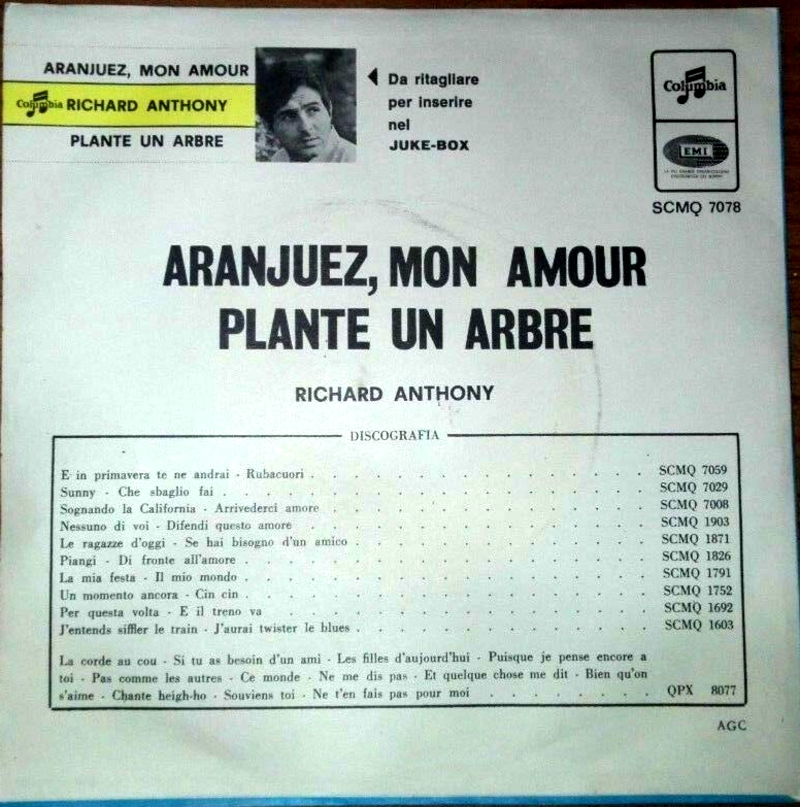 ARANJUEZ, MON AMOUR
Columbia RICHARD ANTHONY
PLANTE UN ARBRE
Da ritagliare
per inserire
nel
JUKE-BOX
Columbia
EMI
SCMQ 7078
ARANJUEZ, MON AMOUR
PLANTE UN ARBRE
RICHARD ANTHONY
DISCOGRAFIA
E in primavera te ne andrai - Rubacuori . . . . . . . . . . . . . . . . SCMQ 7059
Sunny - Che sbaglio fai . . . . . . . . . . . . . . . . . . . . SCMQ 7029
Sognando la California - Arrivederci amore . . . . . . . . . . . . . . . SCMQ 7008
Nessuno di voi - Difendi questo amore . . . . . . . . . . . . . . . . SCMQ 1903
Le ragazze d'oggi - Se hai bisogno d'un amico . . . . . . . . . . . . . . SCMQ 1871
Piangi - Di fronte all'amore . . . . . . . . . . . . . . . . . . . SCMQ 1826
La mia festa - Il mio mondo . . . . . . . . . . . . . . . . . . . SCMQ 1791
Un momento ancora - Cin cin . . . . . . . . . . . . . . . . . . . SCMQ 1752
Per questa volta - E il treno va . . . . . . . . . . . . . . . . . . SCMQ 1692
J'entends siffler le train - J'aurai twister le blues . . . . . . . . . . . . . . SCMQ 1603
La corde au cou - Si tu as besoin d'un ami - Les filles d'aujourd'hui - Puisque je pense encore a
toi - Pas comme les autres - Ce monde - Ne me dis pas - Et quelque chose me dit - Bien qu'on
s'aime - Chante heigh-ho - Souviens toi - Ne t'en fais pas pour moi . . . . . . . . QPX 8077
AGC